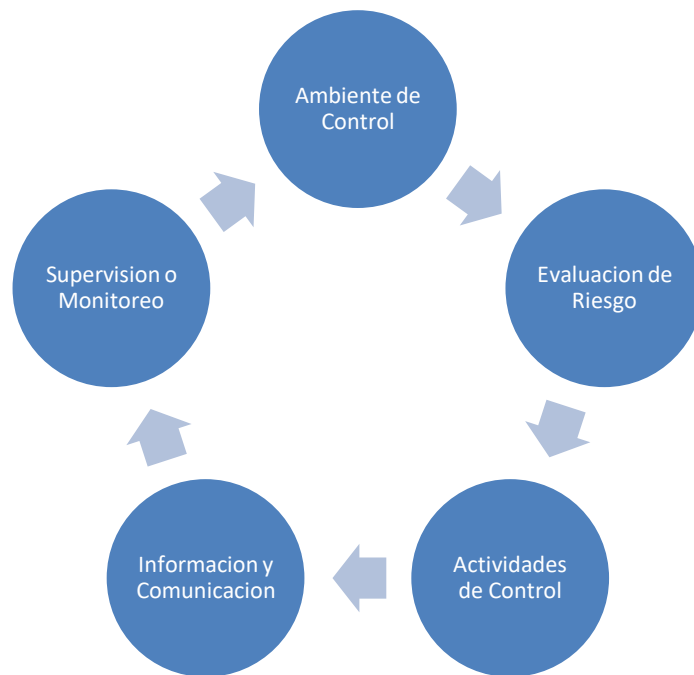 Ambiente de
Control
Evaluacion de
Riesgo
Actividades
de Control
Informacion y
Comunicacion
Supervision o
Monitoreo